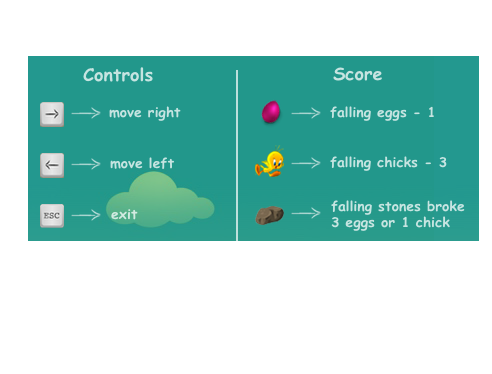 Controls
→ move right
← move left
ESC exit
Score
falling eggs - 1
falling chicks - 3
falling stones broke
3 eggs or 1 chick